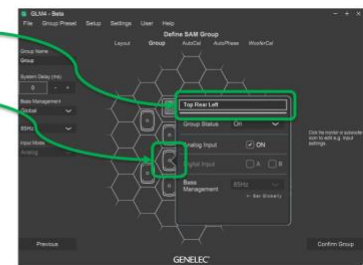 GLM4 - Beta
File Group Preset Setup Settings User Help
Define SAM Group
Layout Group AutoCal AutoPhase WooferCal
Group Name
Group
System Delay (ms)
0 - +
Bass Management
Global
85Hz
Input Mode
Analog
Top Rear Left
Group Status On
Analog Input ON
Digital Input A B
Bass Management 85Hz
Set Globally
Click the monitor or subwoofer
icon to edit e.g. input
settings.
Previous
Confirm Group
GENELEC